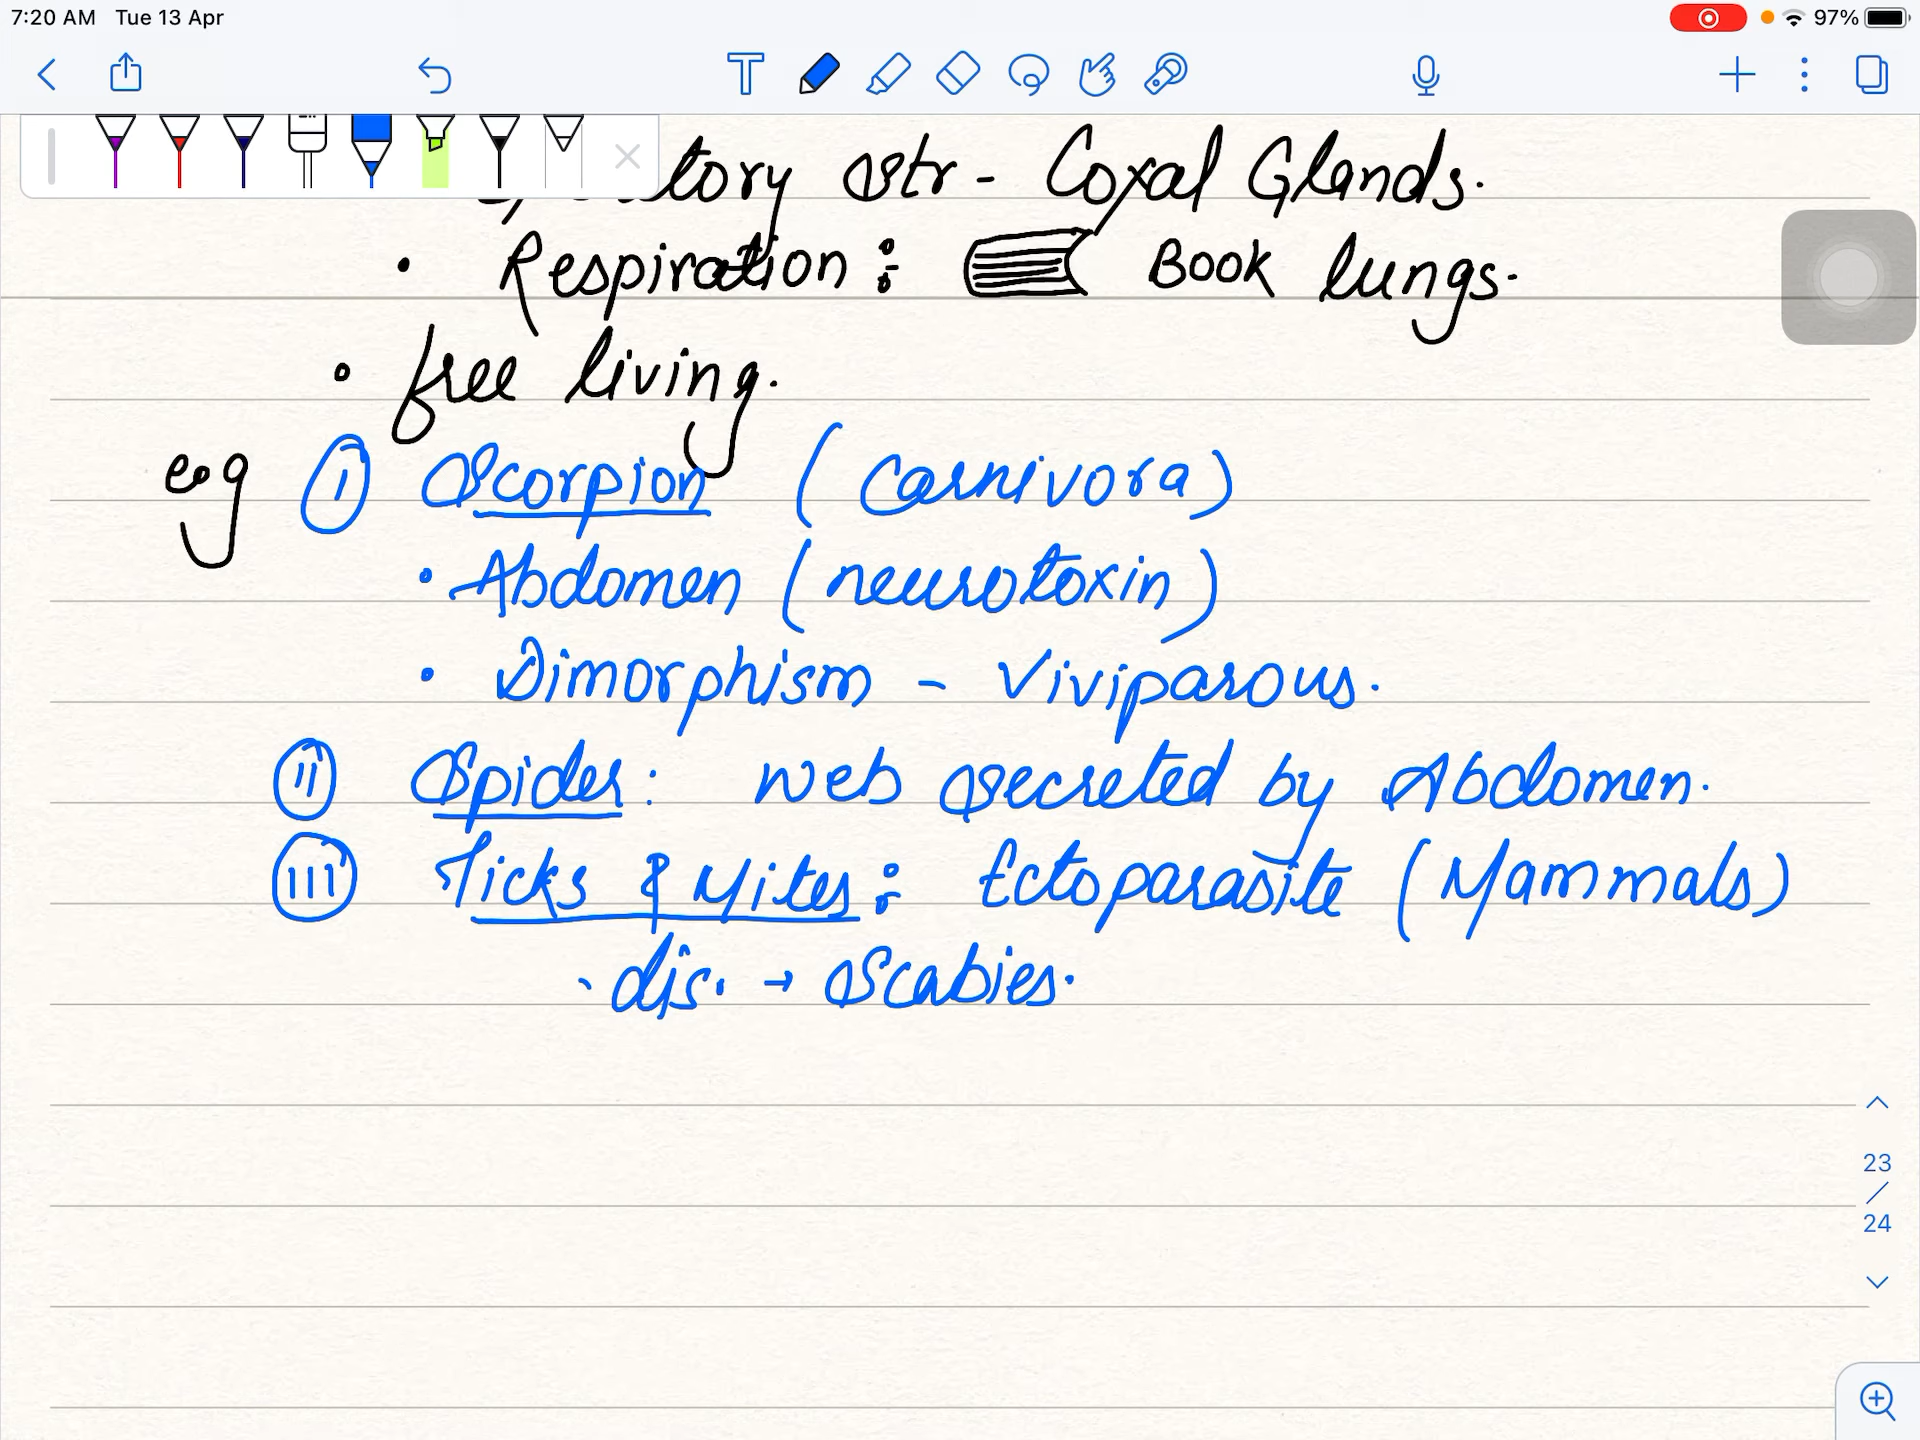 7:20 AM Tue 13 Apr 97%
T
tory str - Coxal Glands.
• Respiration : Book lungs.
• free living.
e.g (I) Scorpion (Carnivora)
• Abdomen (neurotoxin)
• Dimorphism - Viviparous.
(II) Spider : web secreted by Abdomen.
(III) Ticks & Mites : Ectoparasite (Mammals)
• dis. → Scabies.
23
/
24